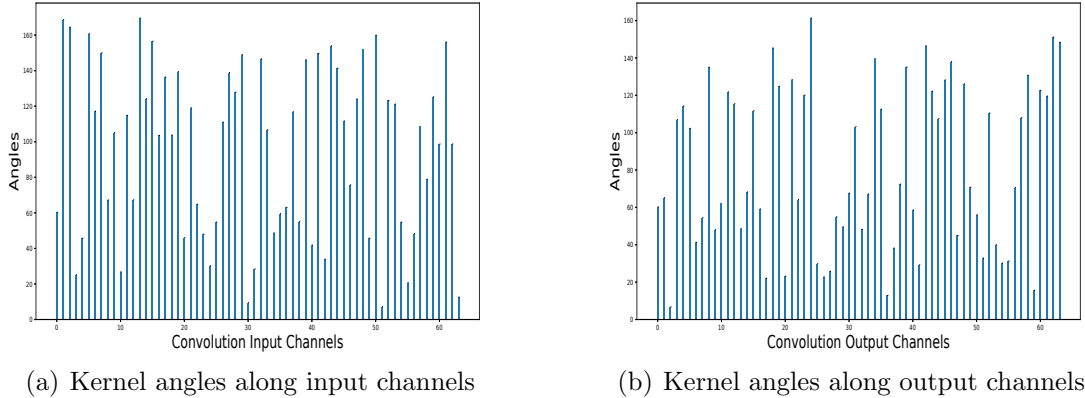 160
140
120
100
80
60
40
20
0
Angles
0 10 20 30 40 50 60
Convolution Input Channels
(a) Kernel angles along input channels
160
140
120
100
80
60
40
20
0
Angles
0 10 20 30 40 50 60
Convolution Output Channels
(b) Kernel angles along output channels